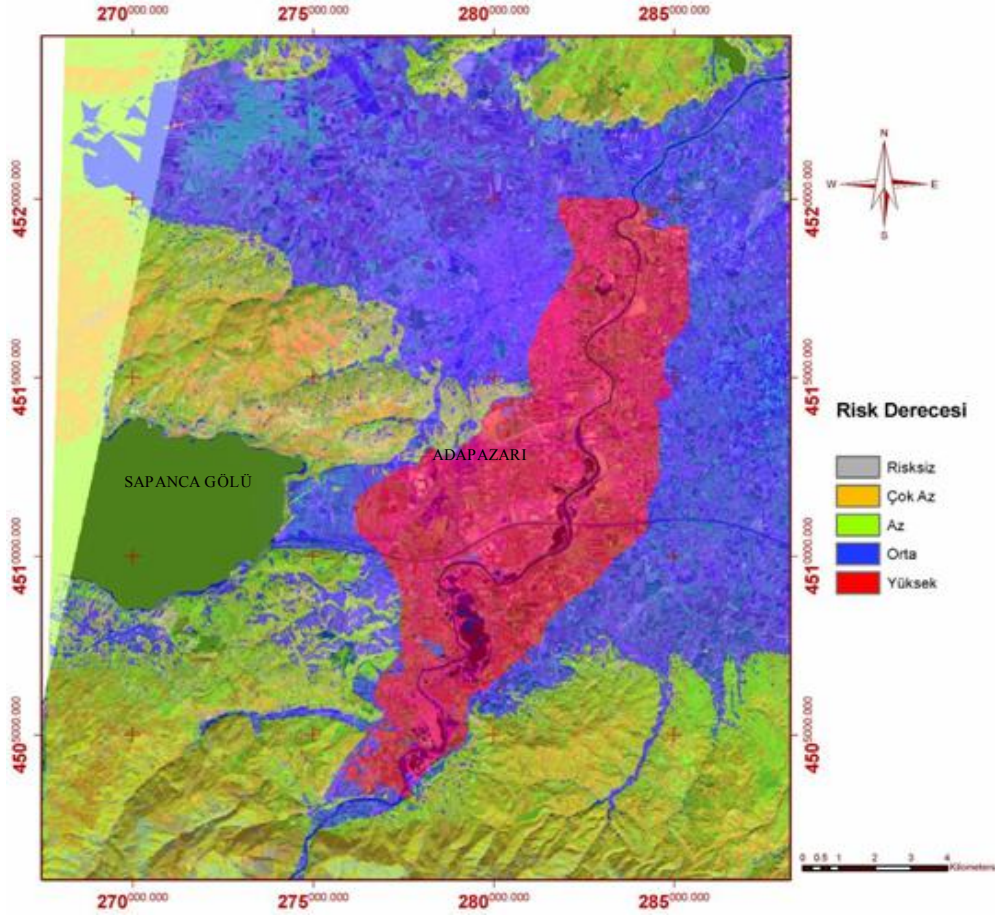 270000.000 275000.000 280000.000 285000.000
N
W E
S
4520000.000 4520000.000
4515000.000 4515000.000
Risk Derecesi
Risksiz
Çok Az
Az
Orta
Yüksek
ADAPAZARI
SAPANCA GÖLÜ
4510000.000 4510000.000
4505000.000 4505000.000
0 0.5 1 2 3 4
Kilometers
270000.000 275000.000 280000.000 285000.000